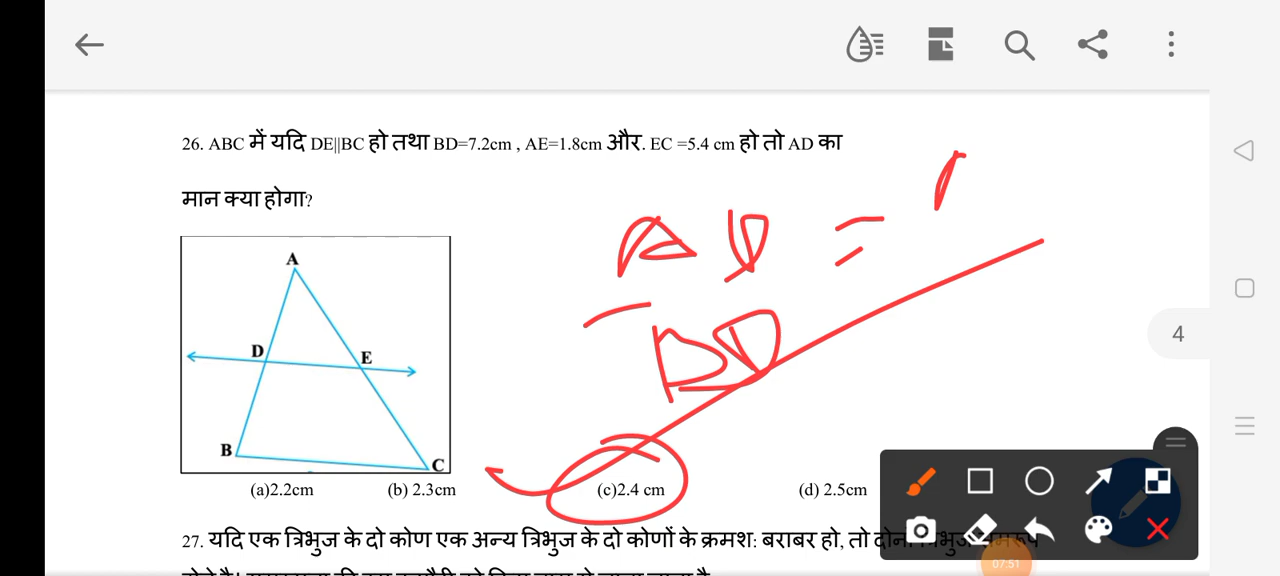 26. ABC में यदि DE||BC हो तथा BD=7.2cm , AE=1.8cm और. EC =5.4 cm हो तो AD का
मान क्या होगा?
A
D
E
B
C
AD =
BD
4
(a)2.2cm (b) 2.3cm (c)2.4 cm (d) 2.5cm
27. यदि एक त्रिभुज के दो कोण एक अन्य त्रिभुज के दो कोणों के क्रमश: बराबर हो, तो
07:51